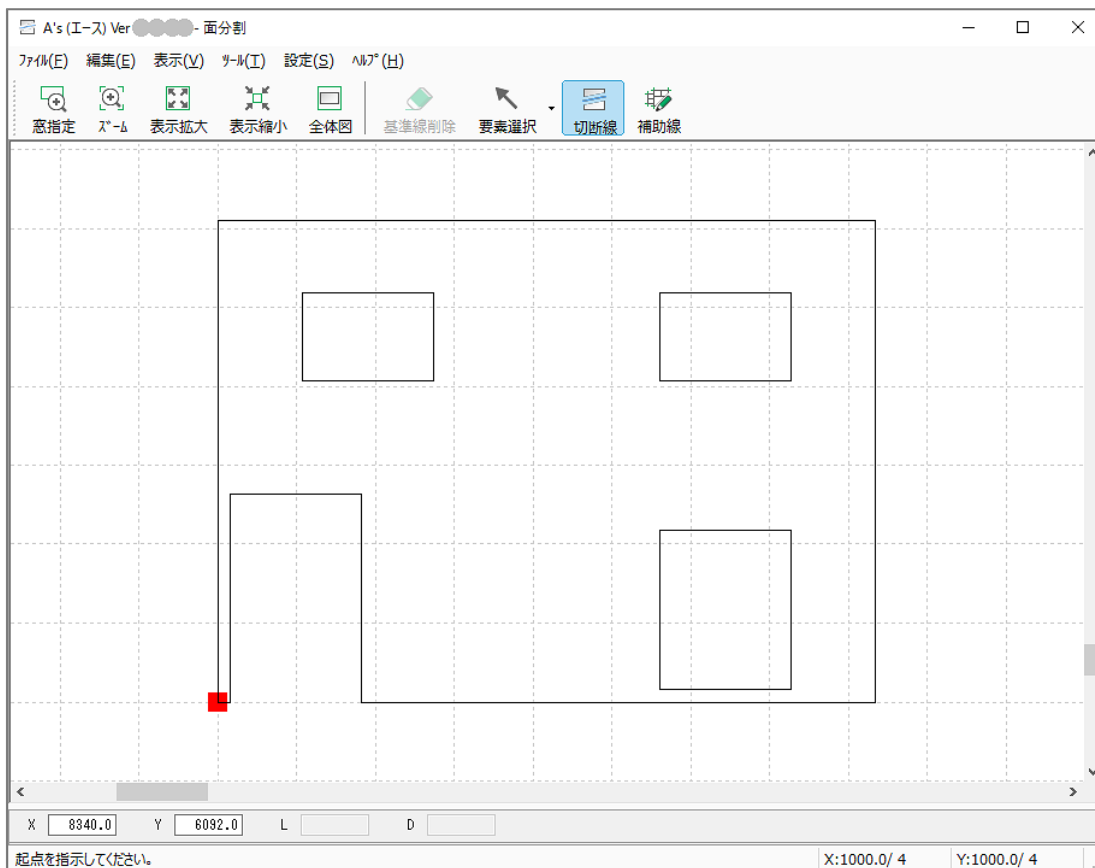 A's (エース) Ver - 面分割
ファイル(F) 編集(E) 表示(V) ツール(T) 設定(S) ヘルプ(H)
窓指定 ズーム 表示拡大 表示縮小 全体図 基準線削除 要素選択 切断線 補助線
X 8340.0 Y 6092.0 L D
起点を指示してください。 X:1000.0/ 4 Y:1000.0/ 4